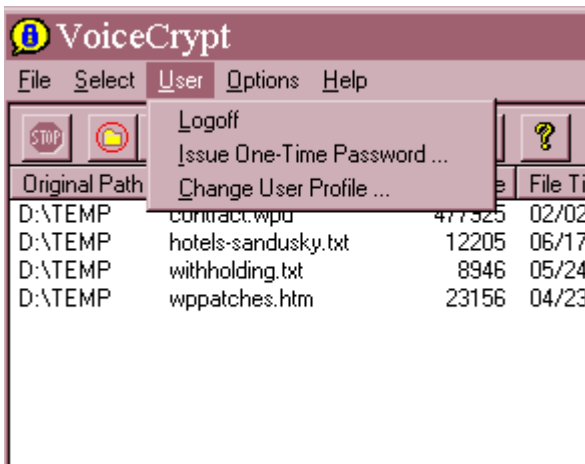 VoiceCrypt
File Select User Options Help
STOP ?
Logoff
Issue One-Time Password ...
Change User Profile ...
Original Path e File Ti
D:\TEMP contract.wpd 477925 02/02
D:\TEMP hotels-sandusky.txt 12205 06/17
D:\TEMP withholding.txt 8946 05/24
D:\TEMP wppatches.htm 23156 04/23